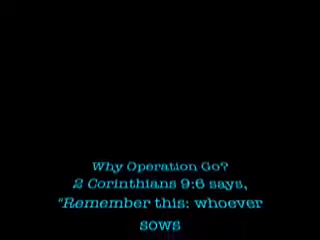 Why Operation Go?
2 Corinthians 9:6 says,
"Remember this: whoever
sows